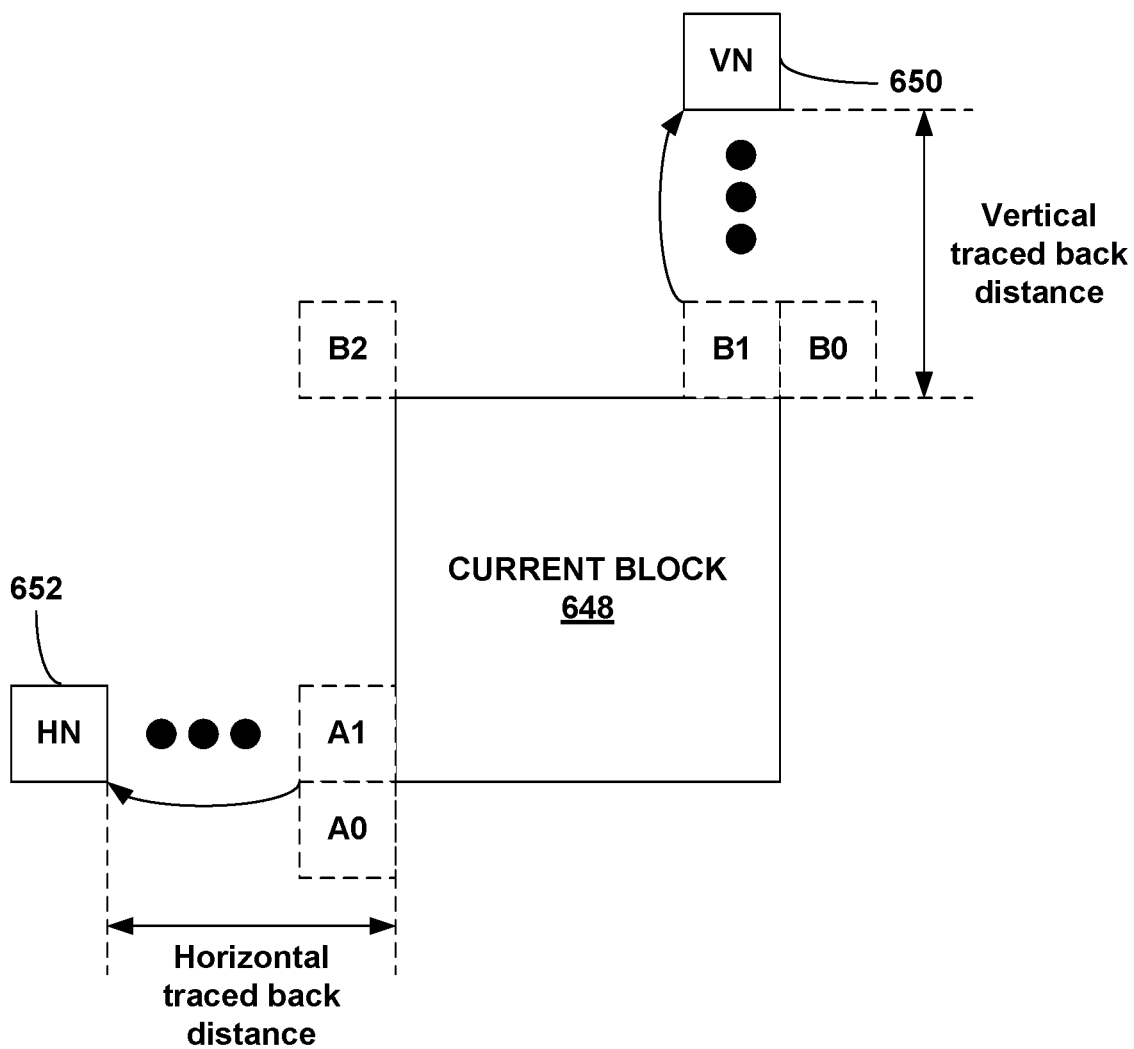 VN
650
Vertical
traced back
distance
B2
B1
B0
CURRENT BLOCK
648
652
HN
A1
A0
Horizontal
traced back
distance